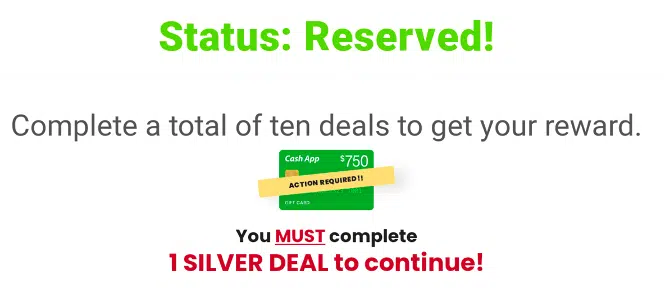 Status: Reserved!
Complete a total of ten deals to get your reward.
Cash App
$750
ACTION REQUIRED!!
GIFT CARD
You MUST complete
1 SILVER DEAL to continue!